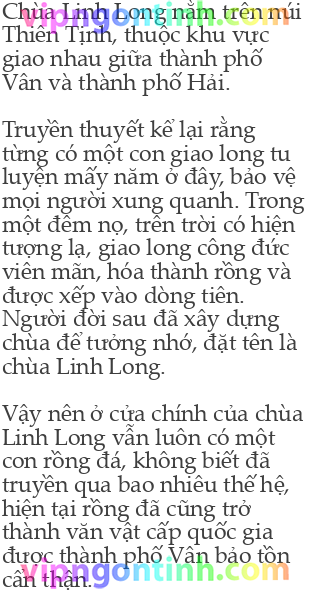 Chùa Linh Long nằm trên núi
vipngontinh.com
Thiên Tịnh, thuộc khu vực
giao nhau giữa thành phố
Vân và thành phố Hải.
Truyền thuyết kể lại rằng
từng có một con giao long tu
luyện mấy năm ở đây, bảo vệ
mọi người xung quanh. Trong
một đêm nọ, trên trời có hiện
tượng lạ, giao long công đức
viên mãn, hóa thành rồng và
được xếp vào dòng tiên.
Người đời sau đã xây dựng
chùa để tưởng nhớ, đặt tên là
chùa Linh Long.
Vậy nên ở cửa chính của chùa
Linh Long vẫn luôn có một
con rồng đá, không biết đã
truyền qua bao nhiêu thế hệ,
hiện tại rồng đã cũng trở
thành văn vật cấp quốc gia
được thành phố Vân bảo tồn
vipngontinh.com
cẩn thận.